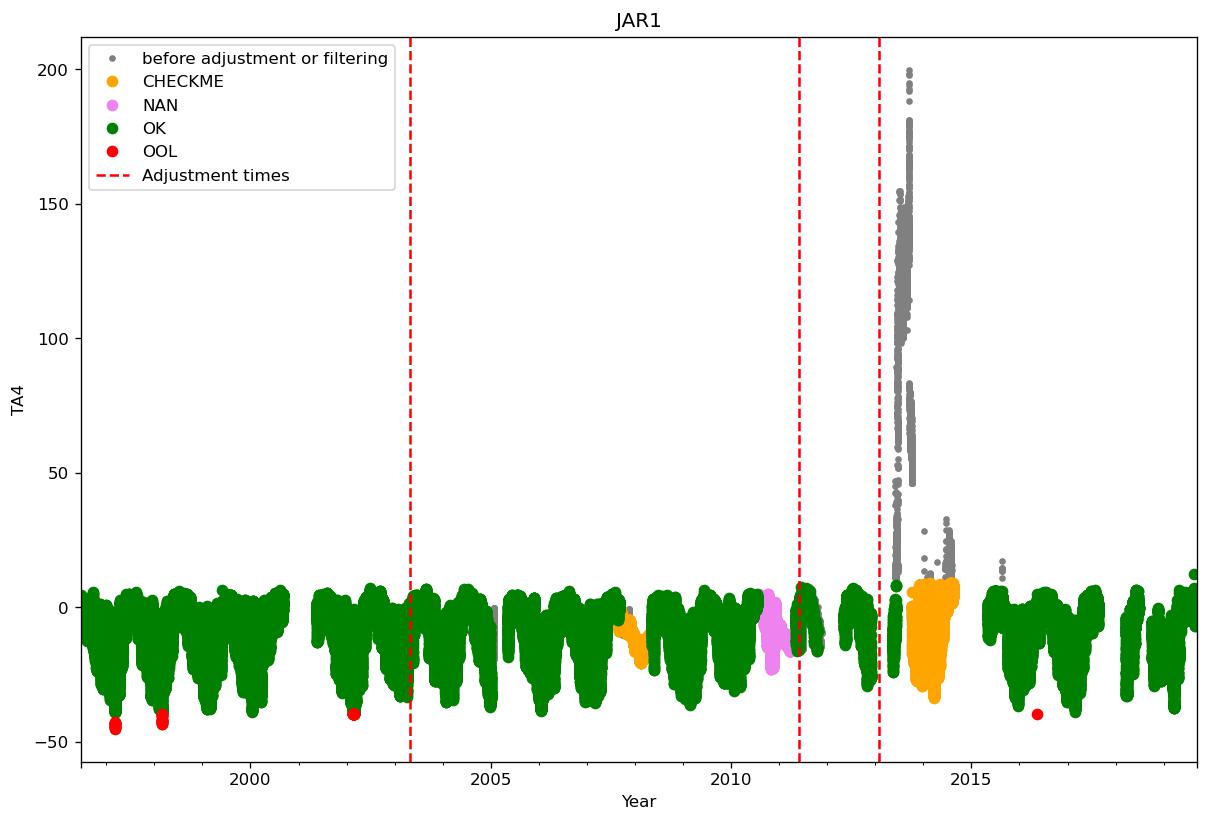 JAR1
before adjustment or filtering
CHECKME
NAN
OK
OOL
Adjustment times
200
150
100
50
0
−50
TA4
2000 2005 2010 2015
Year